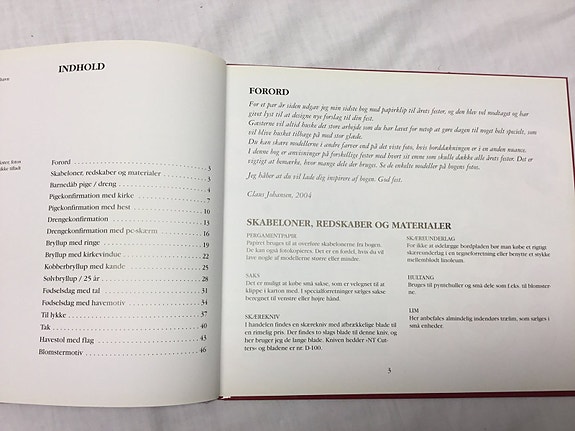 INDHOLD
Forord 3
Skabeloner, redskaber og materialer 3
Barnedåb pige / dreng 4
Pigekonfirmation med kirke 7
Pigekonfirmation med hest 10
Drengekonfirmation 13
Drengekonfirmation med pc-skærm 16
Bryllup med ringe 19
Bryllup med kirkevindue 22
Kobberbryllup med kande 25
Sølvbryllup / 25 år 28
Fødselsdag med tal 31
Fødselsdag med havemotiv 34
Til lykke 37
Tak 40
Havestol med flag 43
Blomstermotiv 46
FORORD
For et par år siden udgav jeg min sidste bog med papirklip til årets fester, og den blev vel modtaget og har
givet lyst til at designe nye forslag til din fest.
Gæsterne vil altid huske det store arbejde som du har lavet for netop at gøre dagen til noget helt specielt, som
vil blive husket tilbage på med stor glæde.
Du kan skære modellerne i andre farver end på det viste foto, hvis borddækningen er i en anden nuance.
I denne bog er anvisninger på forskellige fester med hvert sit emne som skulle dække alle årets fester. Det er
vigtigt at bemærke, hvor mange dele der bruges. Se de enkelte modeller på bogens foto.
Jeg håber at du vil lade dig inspirere af bogen. God fest.
Claus Johansen, 2004
SKABELONER, REDSKABER OG MATERIALER
PERGAMENTPAPIR
Papiret bruges til at overføre skabelonerne fra bogen.
De kan også fotokopieres. Det er en fordel, hvis du vil
lave nogle af modellerne større eller mindre.
SAKS
Det er muligt at købe små sakse, som er velegnet til at
klippe i karton med. I specialforretninger sælges sakse
beregnet til venstre eller højre hånd.
SKÆREKNIV
I handelen findes en skærekniv med afbrækkelige blade til
en rimelig pris. Der findes to slags blade til denne kniv, og
her bruger jeg de lange blade. Kniven hedder »NT Cut-
ters« og bladene er nr. D-100.
SKÆREUNDERLAG
For ikke at ødelægge bordpladen bør man købe et rigtigt
skæreunderlag i en tegneforretning eller benytte et stykke
mellemblank linoleum.
HULTANG
Bruges til pyntehuller og små dele som f.eks. til blomster-
ne.
LIM
Her anbefales almindelig indendørs trælim, som sælges i
små enheder.
3